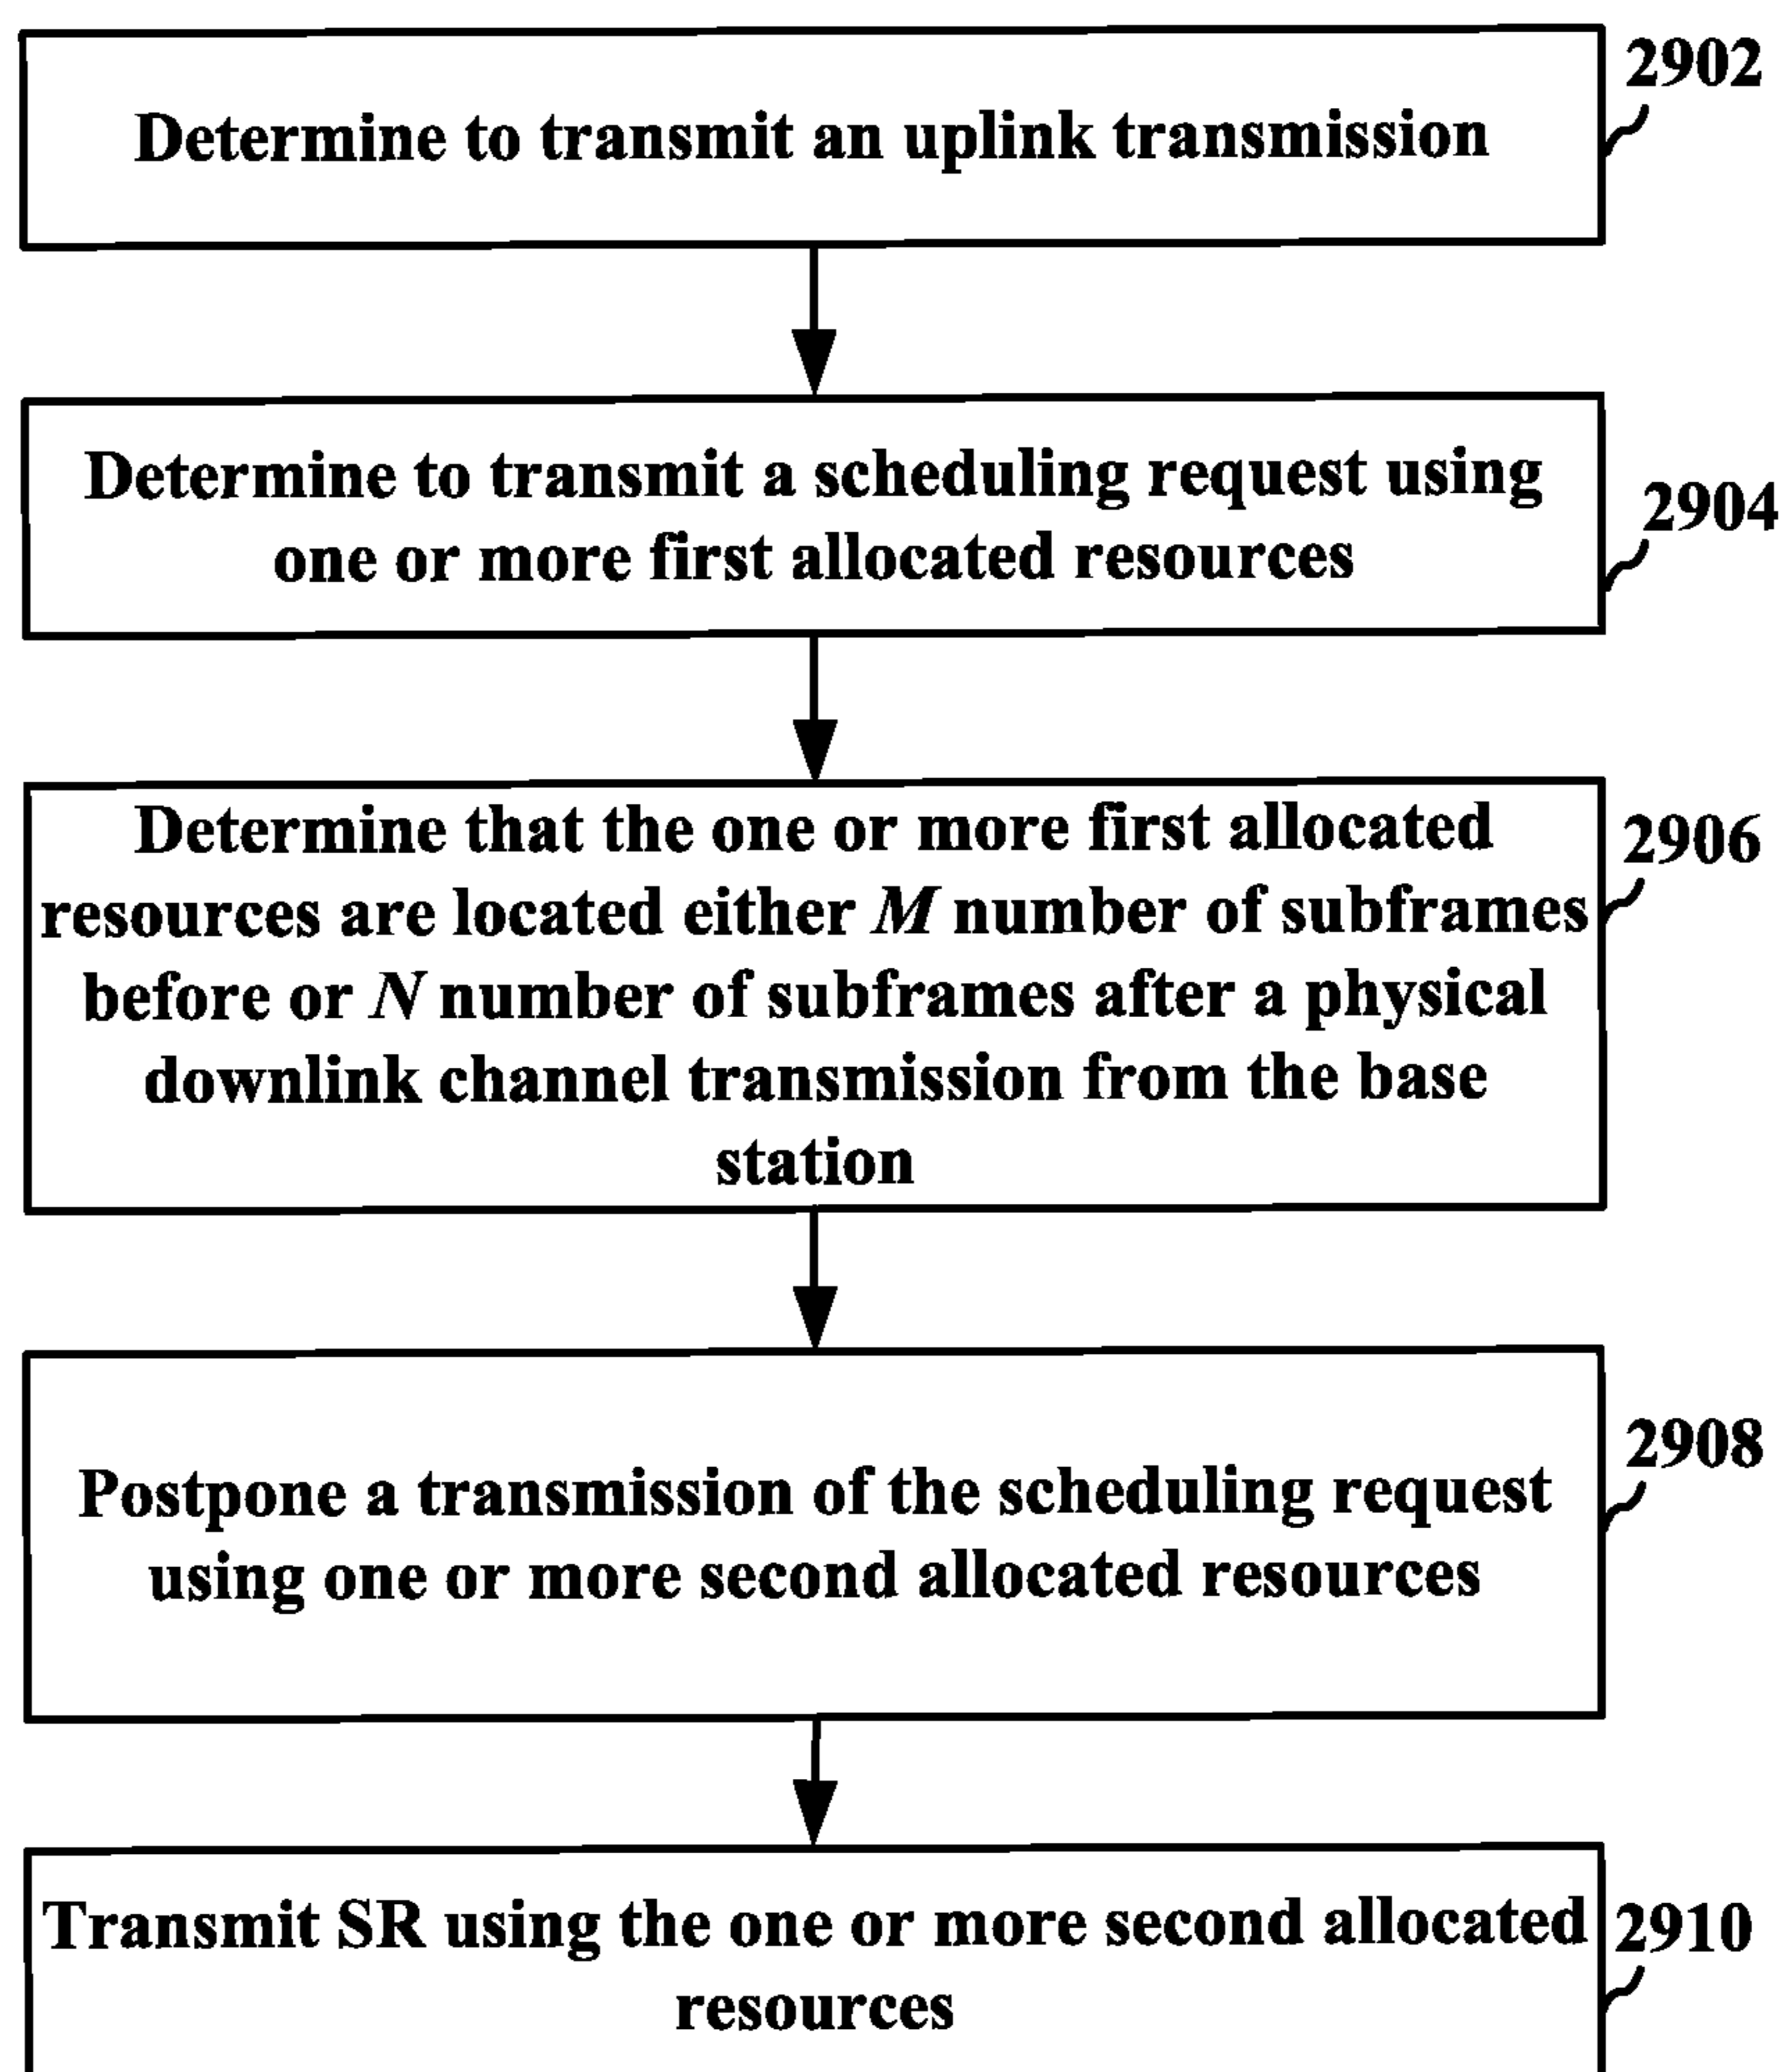 2902
Determine to transmit an uplink transmission
Determine to transmit a scheduling request using
one or more first allocated resources
2904
Determine that the one or more first allocated
resources are located either M number of subframes
before or N number of subframes after a physical
downlink channel transmission from the base
station
2906
Postpone a transmission of the scheduling request
using one or more second allocated resources
2908
Transmit SR using the one or more second allocated
resources
2910